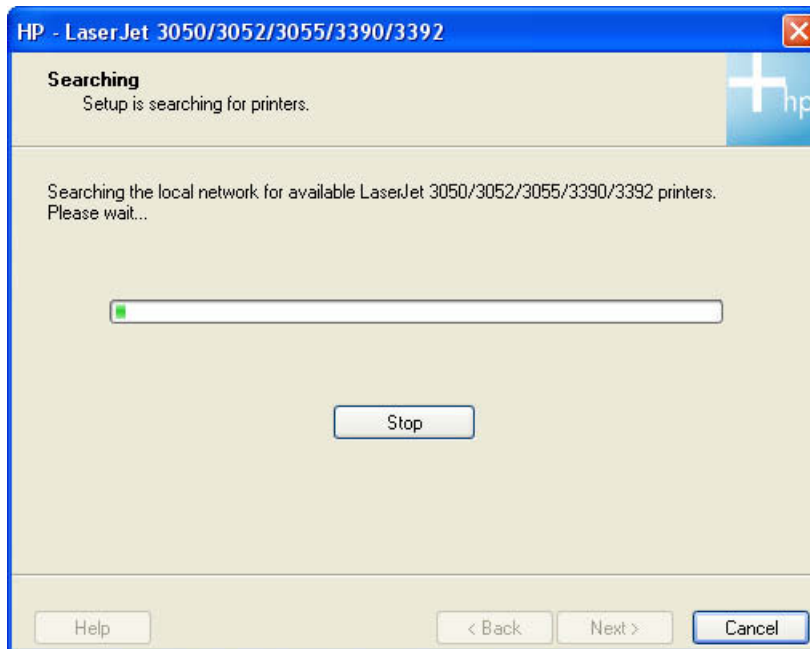 HP - LaserJet 3050/3052/3055/3390/3392
Searching
Setup is searching for printers.
hp
Searching the local network for available LaserJet 3050/3052/3055/3390/3392 printers.
Please wait...
Stop
Help
< Back
Next >
Cancel